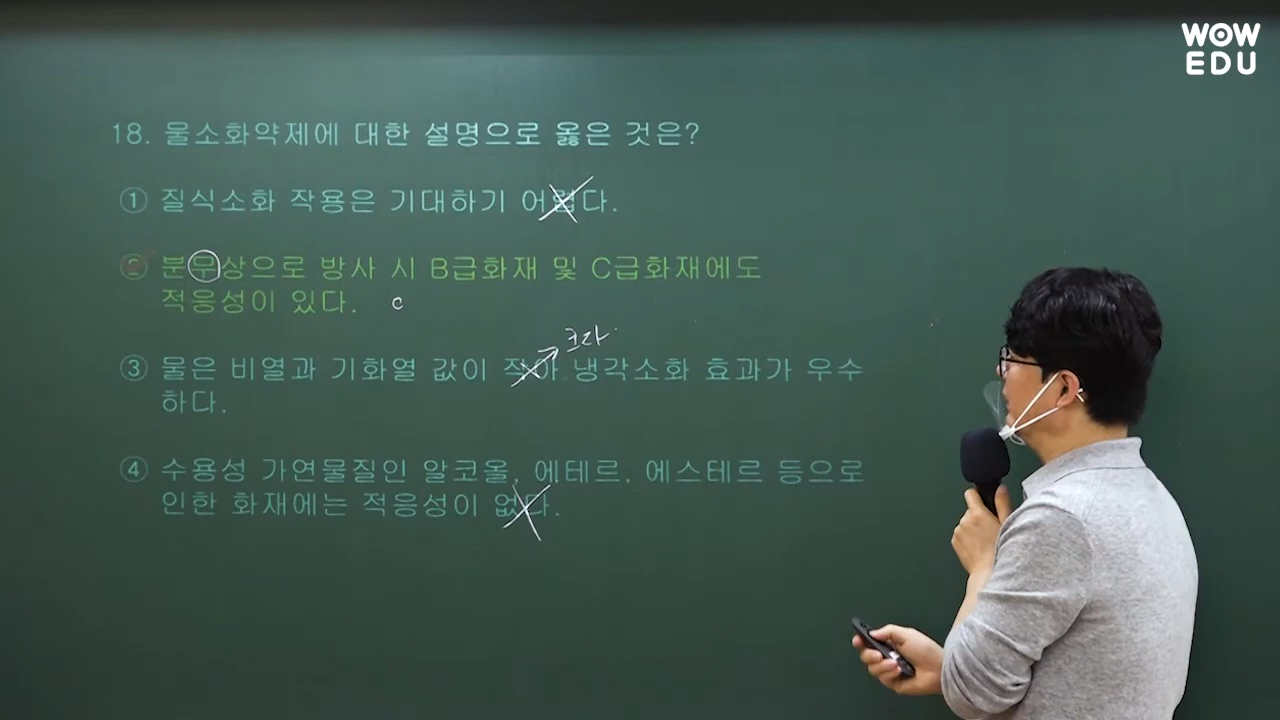 WOW
EDU
18. 물소화약제에 대한 설명으로 옳은 것은?
① 질식소화 작용은 기대하기 어렵다.
② 분무상으로 방사 시 B급화재 및 C급화재에도
적응성이 있다. c
크다
③ 물은 비열과 기화열 값이 작아 냉각소화 효과가 우수
하다.
④ 수용성 가연물질인 알코올, 에테르, 에스테르 등으로
인한 화재에는 적응성이 없다.